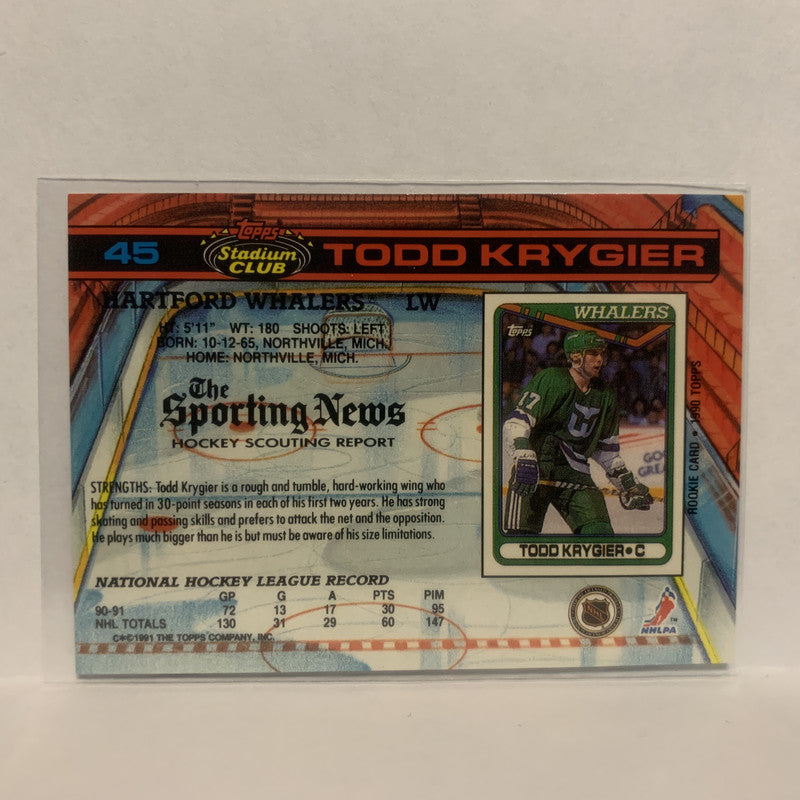 45 Topps Stadium CLUB TODD KRYGIER
HARTFORD WHALERS™ LW
HT: 5'11" WT: 180 SHOOTS: LEFT
BORN: 10-12-65, NORTHVILLE, MICH.
HOME: NORTHVILLE, MICH.
The
Sporting News
HOCKEY SCOUTING REPORT
STRENGTHS: Todd Krygier is a rough and tumble, hard-working wing who
has turned in 30-point seasons in each of his first two years. He has strong
skating and passing skills and prefers to attack the net and the opposition.
He plays much bigger than he is but must be aware of his size limitations.
WHALERS
Topps
17
GO
GREA
TODD KRYGIER•C
ROOKIE CARD • 1990 TOPPS
NATIONAL HOCKEY LEAGUE RECORD
GP G A PTS PIM
90-91 72 13 17 30 95
NHL TOTALS 130 31 29 60 147
C✱©1991 THE TOPPS COMPANY, INC.
NHL
NHLPA™